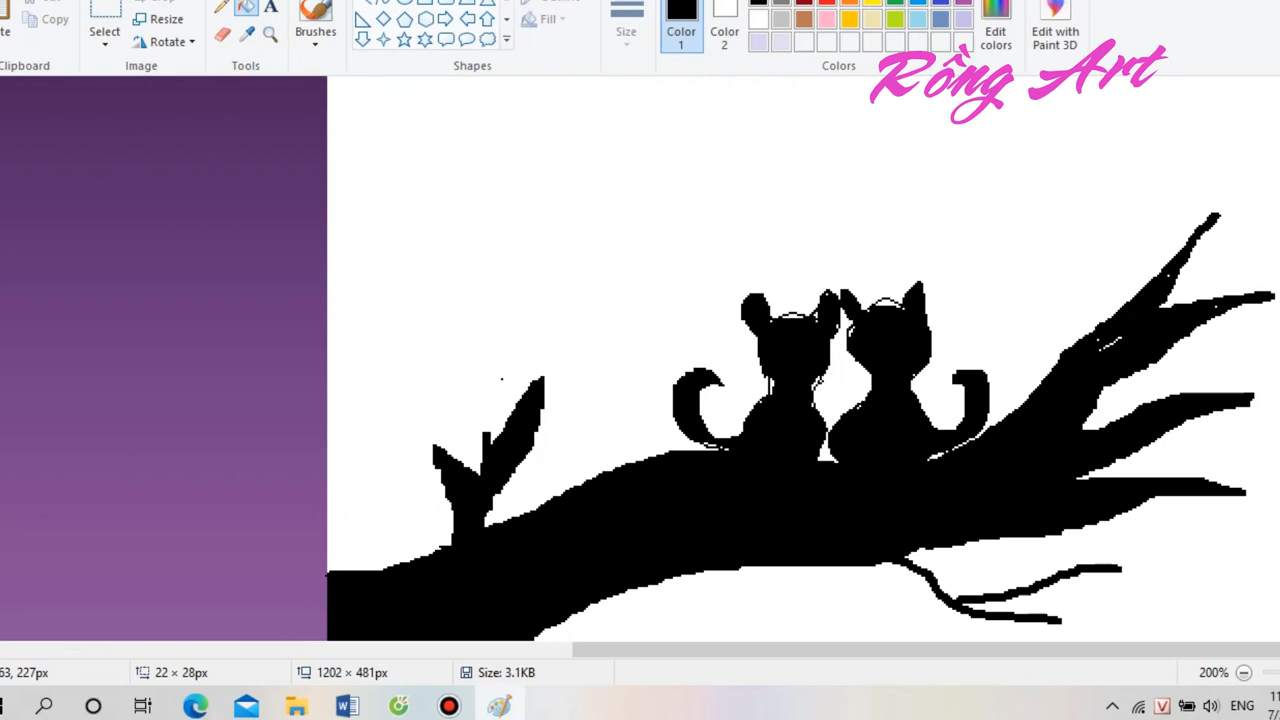 Copy
Resize
Rotate
Select
A
Brushes
Fill
Size
Color
1
Color
2
Edit
colors
Edit with
Paint 3D
Clipboard
Image
Tools
Shapes
Colors
Rồng Art
63, 227px
22 × 28px
1202 × 481px
Size: 3.1KB
200%
ENG